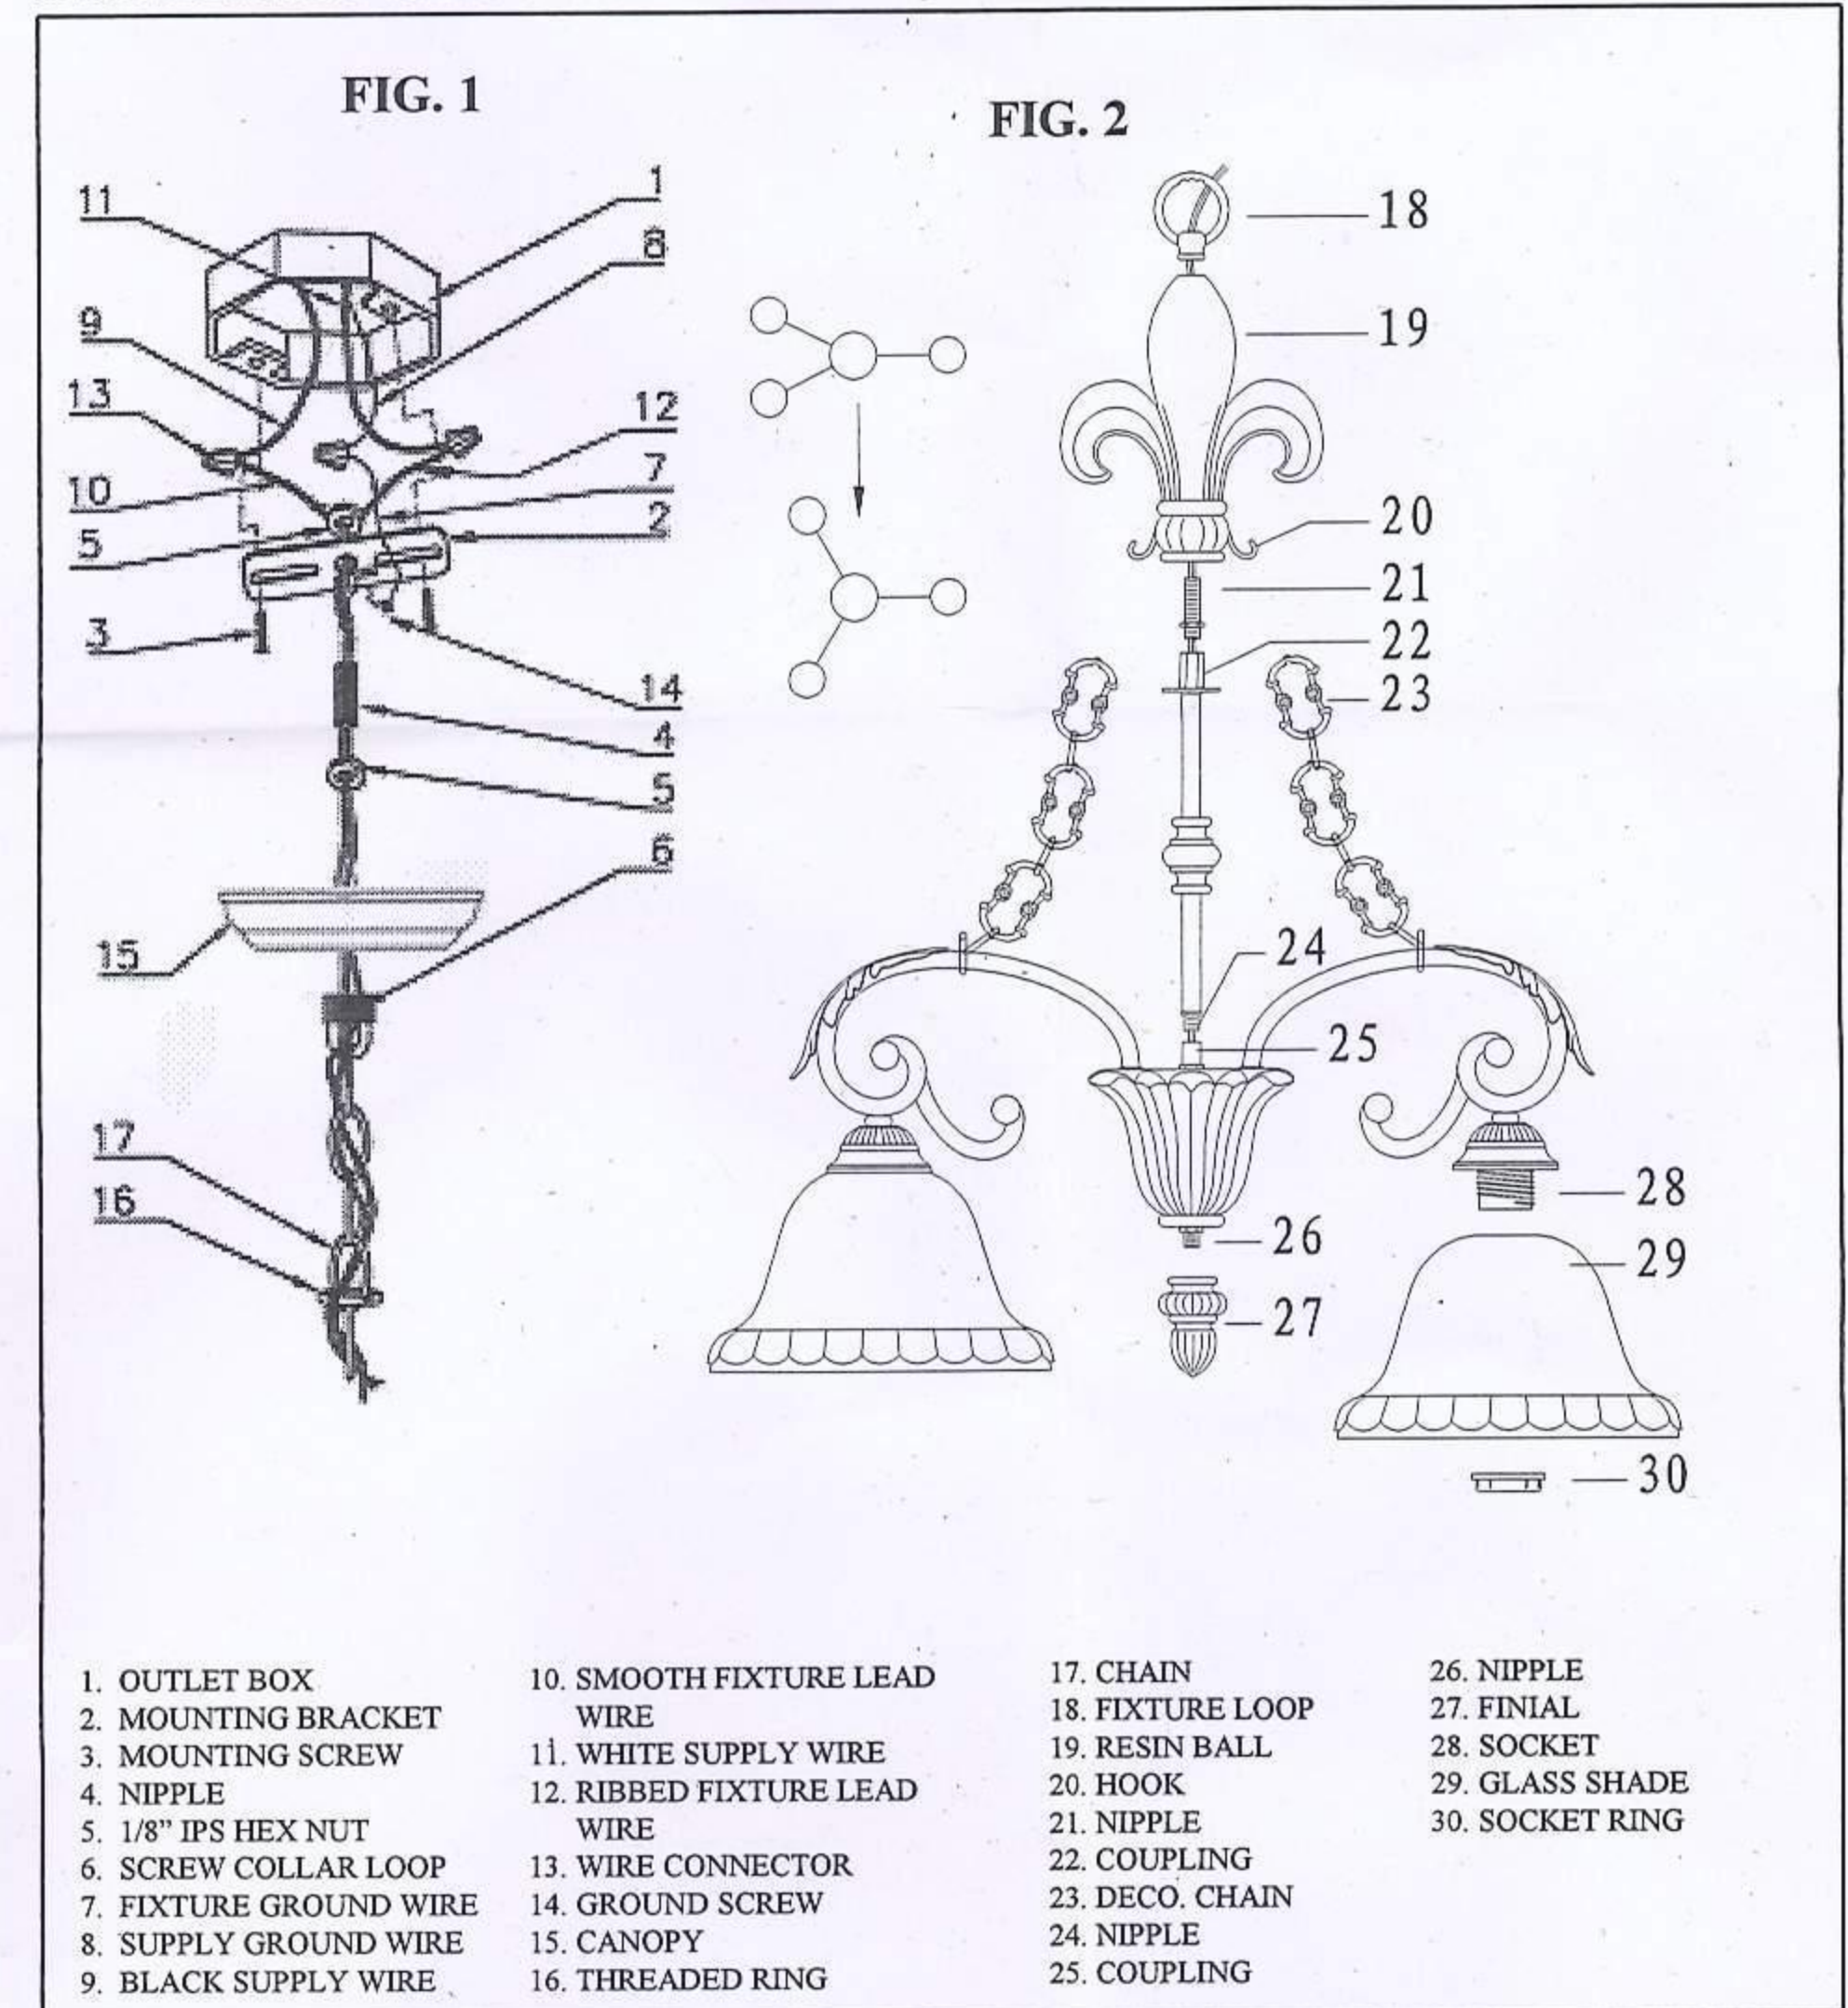 FIG. 1
FIG. 2
11
1
8
9
13
12
10
7
5
2
3
14
4
5
6
15
17
16
18
19
20
21
22
23
24
25
28
26
29
27
30
1. OUTLET BOX
2. MOUNTING BRACKET
3. MOUNTING SCREW
4. NIPPLE
5. 1/8” IPS HEX NUT
6. SCREW COLLAR LOOP
7. FIXTURE GROUND WIRE
8. SUPPLY GROUND WIRE
9. BLACK SUPPLY WIRE
10. SMOOTH FIXTURE LEAD
WIRE
11. WHITE SUPPLY WIRE
12. RIBBED FIXTURE LEAD
WIRE
13. WIRE CONNECTOR
14. GROUND SCREW
15. CANOPY
16. THREADED RING
17. CHAIN
18. FIXTURE LOOP
19. RESIN BALL
20. HOOK
21. NIPPLE
22. COUPLING
23. DECO. CHAIN
24. NIPPLE
25. COUPLING
26. NIPPLE
27. FINIAL
28. SOCKET
29. GLASS SHADE
30. SOCKET RING